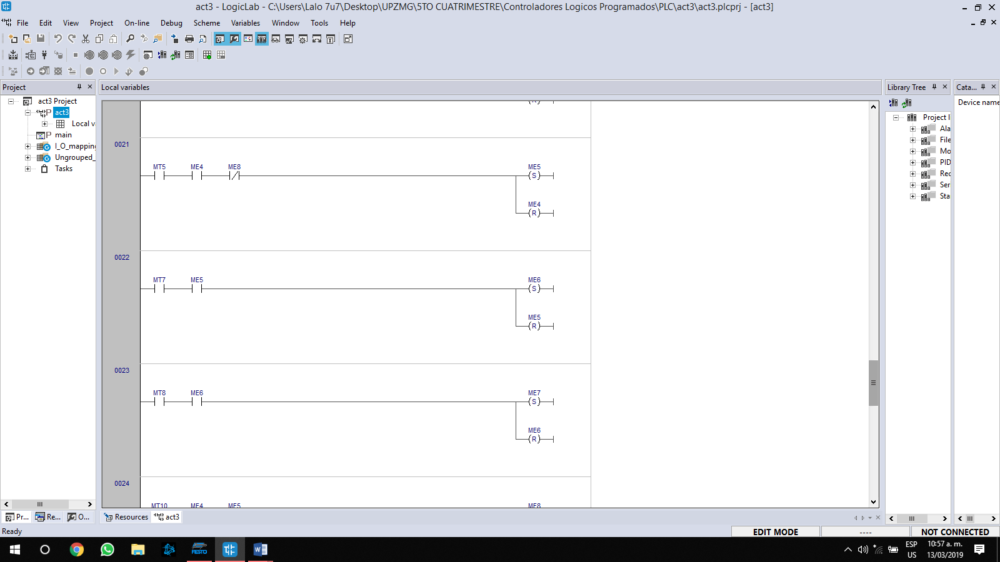 act3 - LogicLab - C:\Users\Lalo 7u7\Desktop\UPZMG\5TO CUATRIMESTRE\Controladores Logicos Programados\PLC\act3\act3.plcprj - [act3]
File Edit View Project On-line Debug Scheme Variables Window Tools Help
Project
Local variables
Library Tree
Cata...
act3 Project
act3
Local v
main
I_O_mapping
Ungrouped_
Tasks
Device name
Project l
Ala
File
Mo
PID
Rec
Ser
Sta
0021
MT5 ME4 ME8 ME5
S
ME4
R
0022
MT7 ME5 ME6
S
ME5
R
0023
MT8 ME6 ME7
S
ME6
R
0024
MT10 ME4 ME5 ME8
Pr... Re... O...
Resources act3
Ready
EDIT MODE ---- NOT CONNECTED
FESTO
ESP
US
10:57 a. m.
13/03/2019